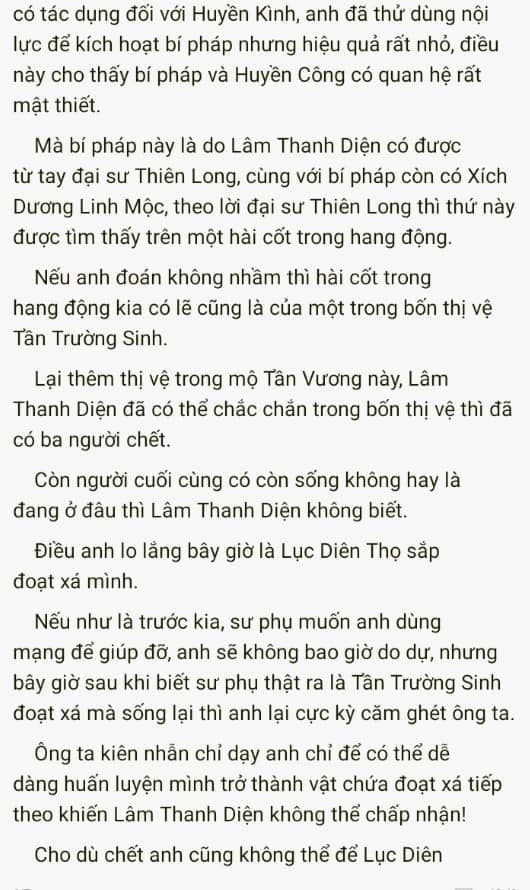 có tác dụng đối với Huyền Kình, anh đã thử dùng nội
lực để kích hoạt bí pháp nhưng hiệu quả rất nhỏ, điều
này cho thấy bí pháp và Huyền Công có quan hệ rất
mật thiết.
Mà bí pháp này là do Lâm Thanh Diện có được
từ tay đại sư Thiên Long, cùng với bí pháp còn có Xích
Dương Linh Mộc, theo lời đại sư Thiên Long thì thứ này
được tìm thấy trên một hài cốt trong hang động.
Nếu anh đoán không nhầm thì hài cốt trong
hang động kia có lẽ cũng là của một trong bốn thị vệ
Tần Trường Sinh.
Lại thêm thị vệ trong mộ Tần Vương này, Lâm
Thanh Diện đã có thể chắc chắn trong bốn thị vệ thì đã
có ba người chết.
Còn người cuối cùng có còn sống không hay là
đang ở đâu thì Lâm Thanh Diện không biết.
Điều anh lo lắng bây giờ là Lục Diên Thọ sắp
đoạt xá mình.
Nếu như là trước kia, sư phụ muốn anh dùng
mạng để giúp đỡ, anh sẽ không bao giờ do dự, nhưng
bây giờ sau khi biết sư phụ thật ra là Tần Trường Sinh
đoạt xá mà sống lại thì anh lại cực kỳ căm ghét ông ta.
Ông ta kiên nhẫn chỉ dạy anh chỉ để có thể dễ
dàng huấn luyện mình trở thành vật chứa đoạt xá tiếp
theo khiến Lâm Thanh Diện không thể chấp nhận!
Cho dù chết anh cũng không thể để Lục Diên